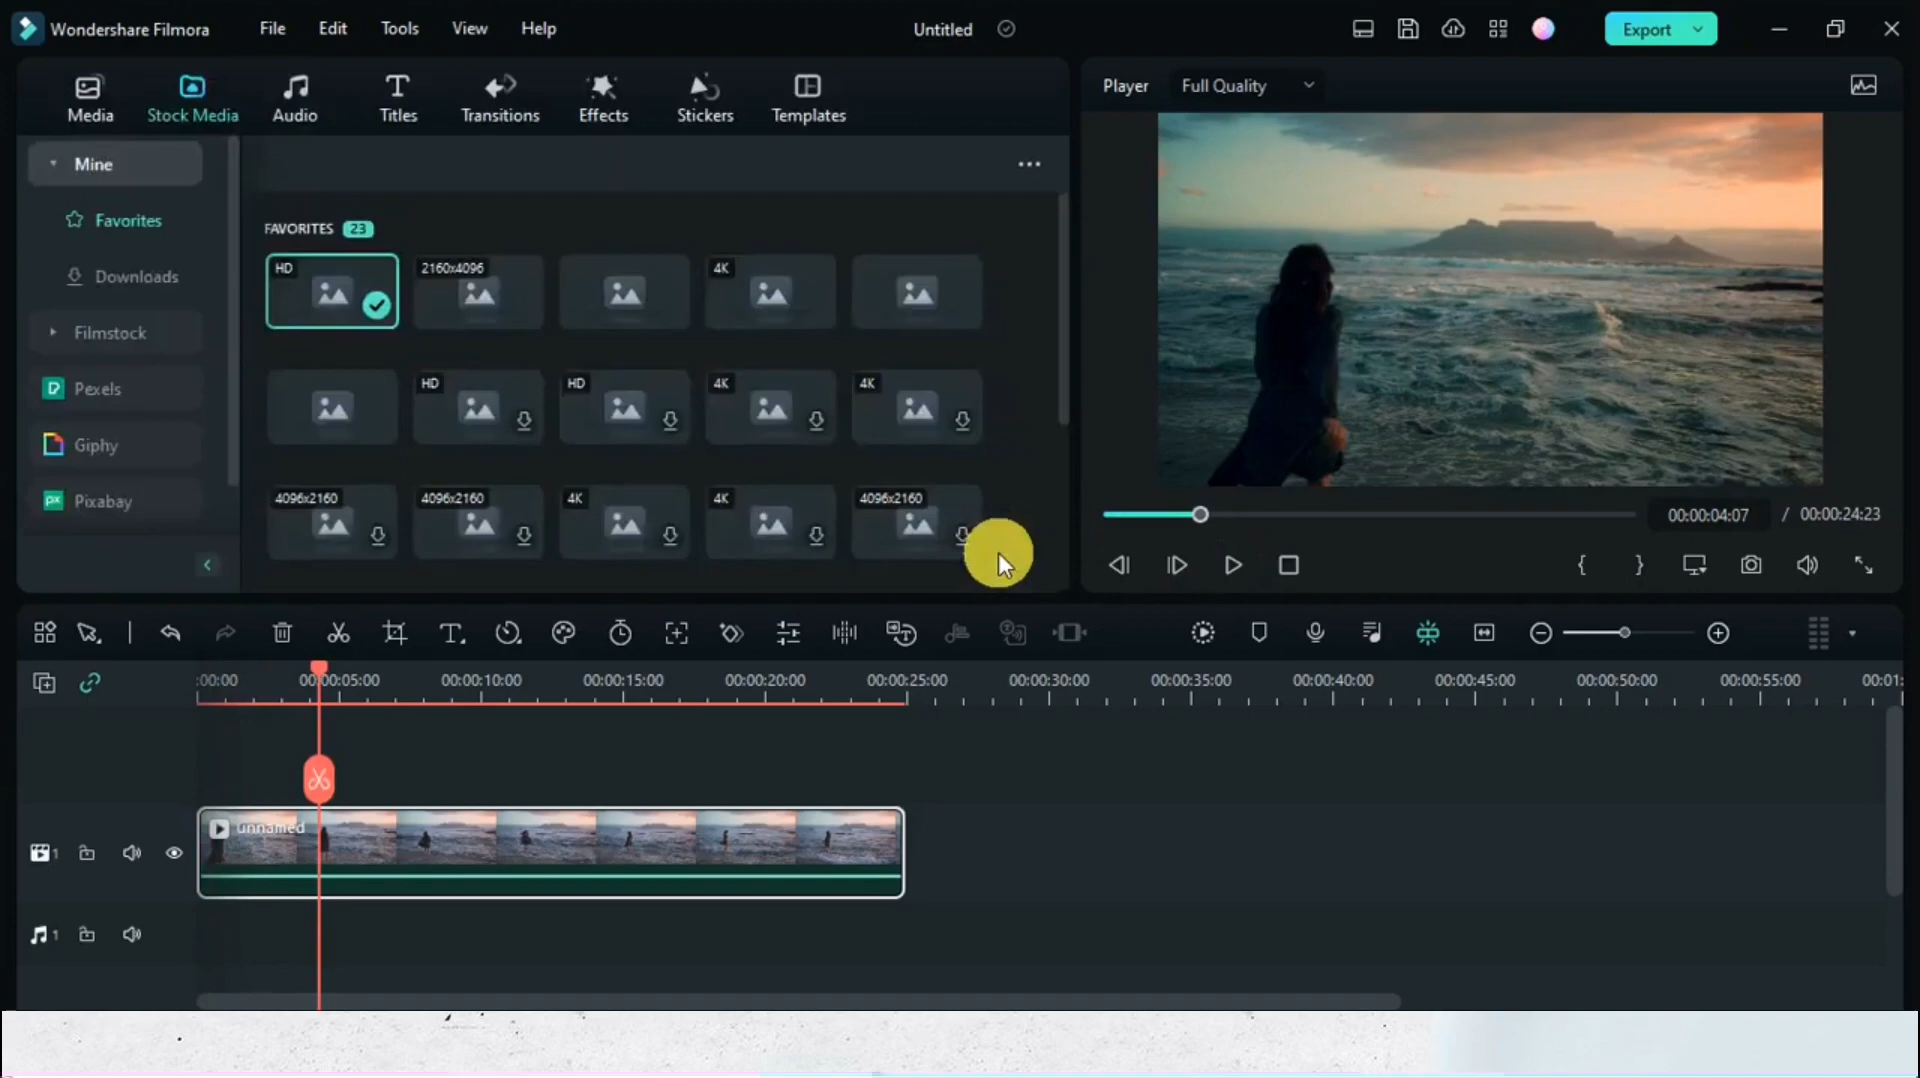 Wondershare Filmora File Edit Tools View Help Untitled Export
Media Stock Media Audio Titles Transitions Effects Stickers Templates
Player Full Quality
Mine
Favorites
Downloads
Filmstock
Pexels
Giphy
Pixabay
FAVORITES 23
HD 2160x4096 4K
HD HD 4K 4K
4096x2160 4096x2160 4K 4K 4096x2160
00:00:04:07 / 00:00:24:23
:00:00 00:00:05:00 00:00:10:00 00:00:15:00 00:00:20:00 00:00:25:00 00:00:30:00 00:00:35:00 00:00:40:00 00:00:45:00 00:00:50:00 00:00:55:00 00:01:
unnamed
1
1